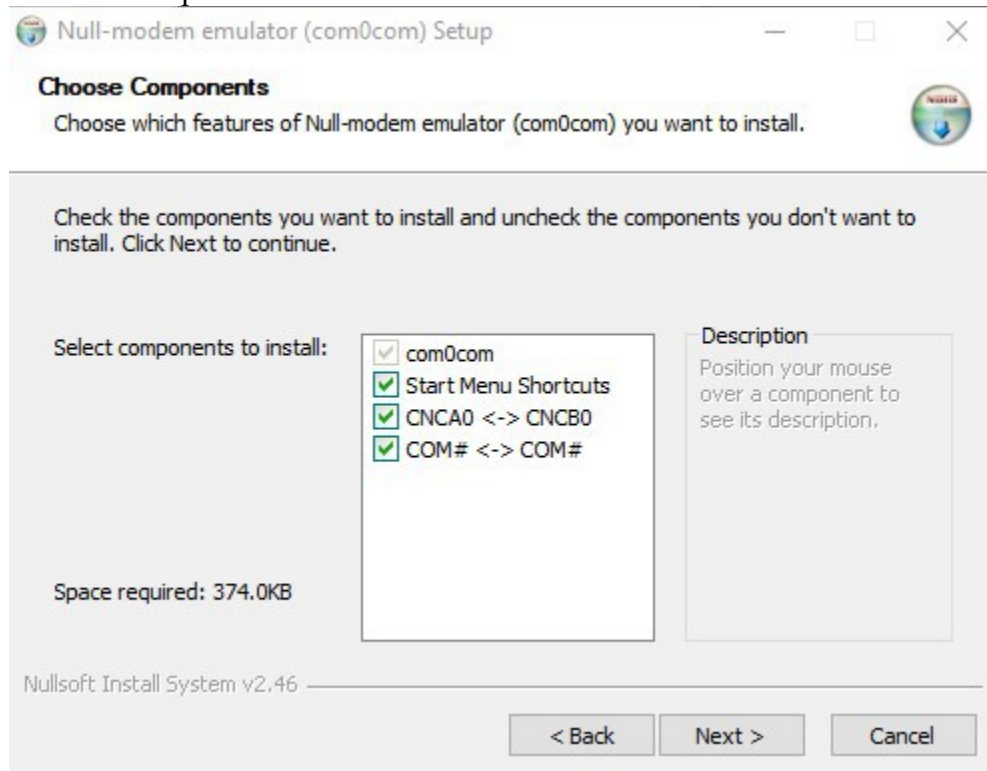 Null-modem emulator (com0com) Setup
Choose Components
Choose which features of Null-modem emulator (com0com) you want to install.
Check the components you want to install and uncheck the components you don't want to
install. Click Next to continue.
Select components to install:
com0com
Start Menu Shortcuts
CNCA0 <-> CNCB0
COM# <-> COM#
Description
Position your mouse
over a component to
see its description.
Space required: 374.0KB
Nullsoft Install System v2.46
< Back
Next >
Cancel